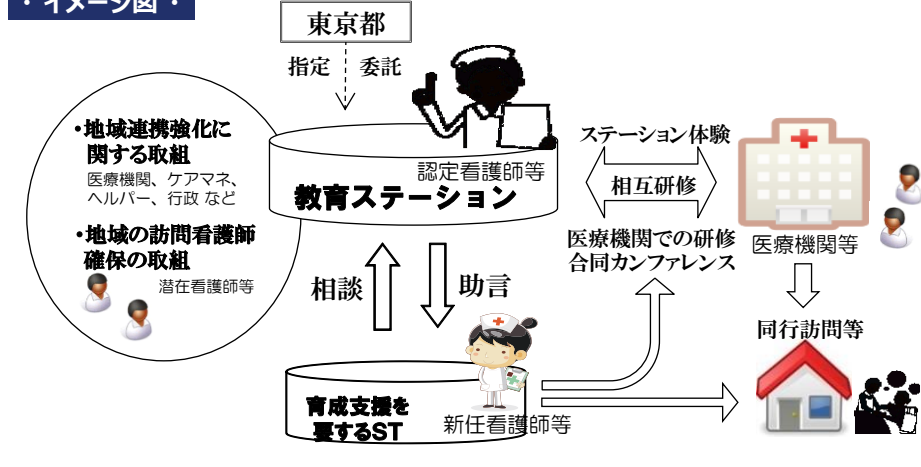 ・イメージ図・
東京都
指定 委託
・地域連携強化に
関する取組
医療機関、ケアマネ、
ヘルパー、行政 など
・地域の訪問看護師
確保の取組
潜在看護師等
認定看護師等
教育ステーション
ステーション体験
相互研修
医療機関での研修
合同カンファレンス
医療機関等
相談
助言
同行訪問等
育成支援を
要するST
新任看護師等